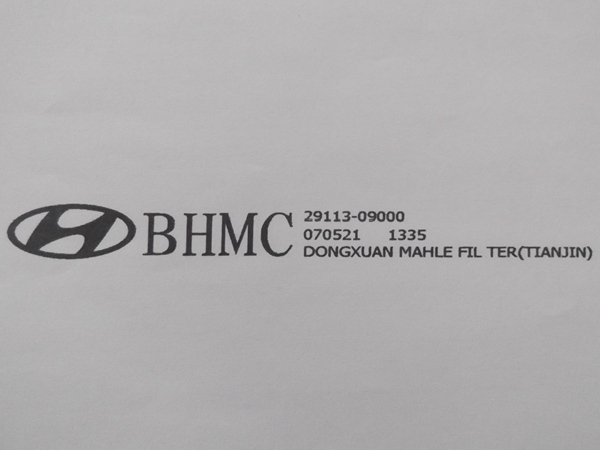 BHMC
29113-09000
070521 1335
DONGXUAN MAHLE FIL TER(TIANJIN)